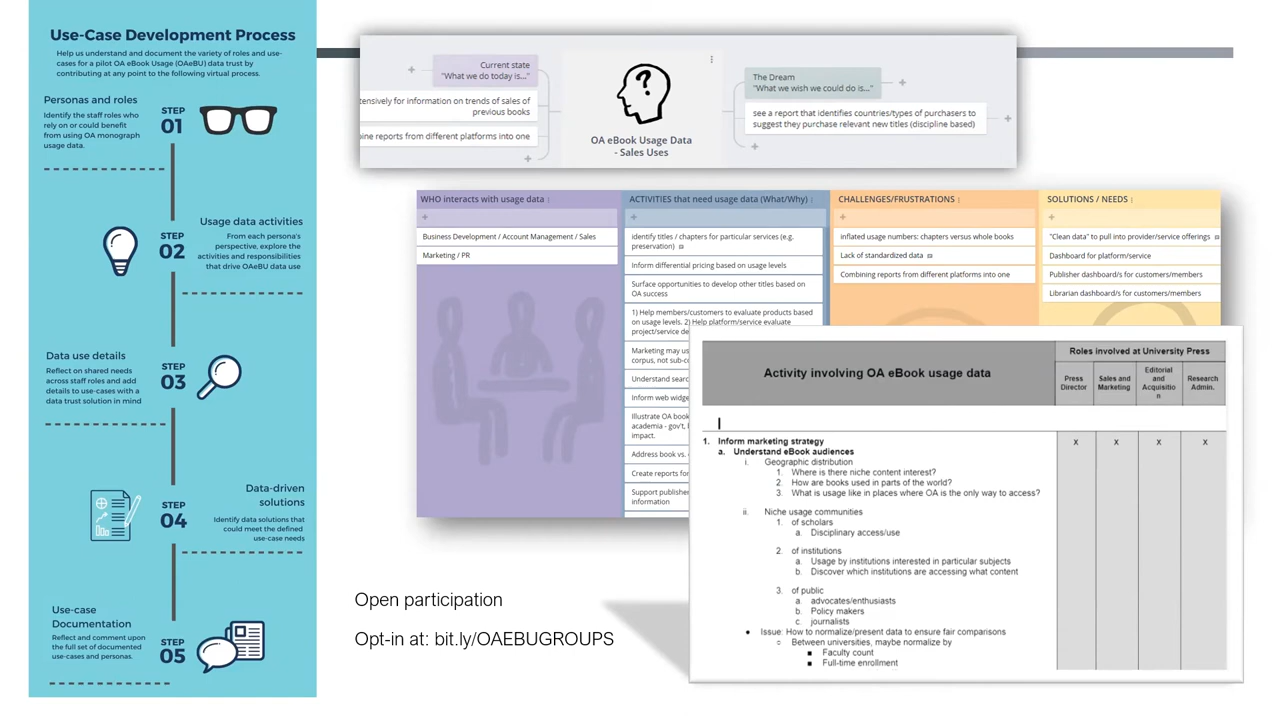 Use-Case Development Process
Help us understand and document the variety of roles and use-
cases for a pilot OA eBook Usage (OAeBU) data trust by
contributing at any point to the following virtual process.
Personas and roles
Identify the staff roles who
rely on or could benefit
from using OA monograph
usage data.
STEP
01
Usage data activities
From each persona's
perspective, explore the
activities and responsibilities
that drive OAeBU data use
STEP
02
Data use details
Reflect on shared needs
across staff roles and add
details to use-cases with a
data trust solution in mind
STEP
03
Data-driven
solutions
Identify data solutions that
could meet the defined
use-case needs
STEP
04
Use-case
Documentation
Reflect and comment upon
the full set of documented
use-cases and personas.
STEP
05
Current state
"What we do today is..."
tensively for information on trends of sales of
previous books
bine reports from different platforms into one
OA eBook Usage Data
- Sales Uses
The Dream
"What we wish we could do is..."
see a report that identifies countries/types of purchasers to
suggest they purchase relevant new titles (discipline based)
WHO interacts with usage data
Business Development / Account Management / Sales
Marketing / PR
ACTIVITIES that need usage data (What/Why)
identify titles / chapters for particular services (e.g.
preservation)
Inform differential pricing based on usage levels
Surface opportunities to develop other titles based on
OA success
1) Help members/customers to evaluate products based
on usage levels. 2) Help platform/service evaluate
project/service de
Marketing may us
corpus, not sub-c
Understand searc
Inform web widge
Illustrate OA book
academia - gov't, 
impact.
Address book vs.
Create reports for
Support publisher
information
CHALLENGES/FRUSTRATIONS
inflated usage numbers: chapters versus whole books
Lack of standardized data
Combining reports from different platforms into one
SOLUTIONS / NEEDS
"Clean data" to pull into provider/service offerings
Dashboard for platform/service
Publisher dashboard/s for customers/members
Librarian dashboard/s for customers/members
Activity involving OA eBook usage data
Roles involved at University Press
Press
Director
Sales and
Marketing
Editorial
and
Acquisitio
n
Research
Admin.
1. Inform marketing strategy X X X X
a. Understand eBook audiences
i. Geographic distribution
1. Where is there niche content interest?
2. How are books used in parts of the world?
3. What is usage like in places where OA is the only way to access?
ii. Niche usage communities
1. of scholars
a. Disciplinary access/use
2. of institutions
a. Usage by institutions interested in particular subjects
b. Discover which institutions are accessing what content
3. of public
a. advocates/enthusiasts
b. Policy makers
c. journalists
● Issue: How to normalize/present data to ensure fair comparisons
○ Between universities, maybe normalize by
■ Faculty count
■ Full-time enrollment
Open participation
Opt-in at: bit.ly/OAEBUGROUPS